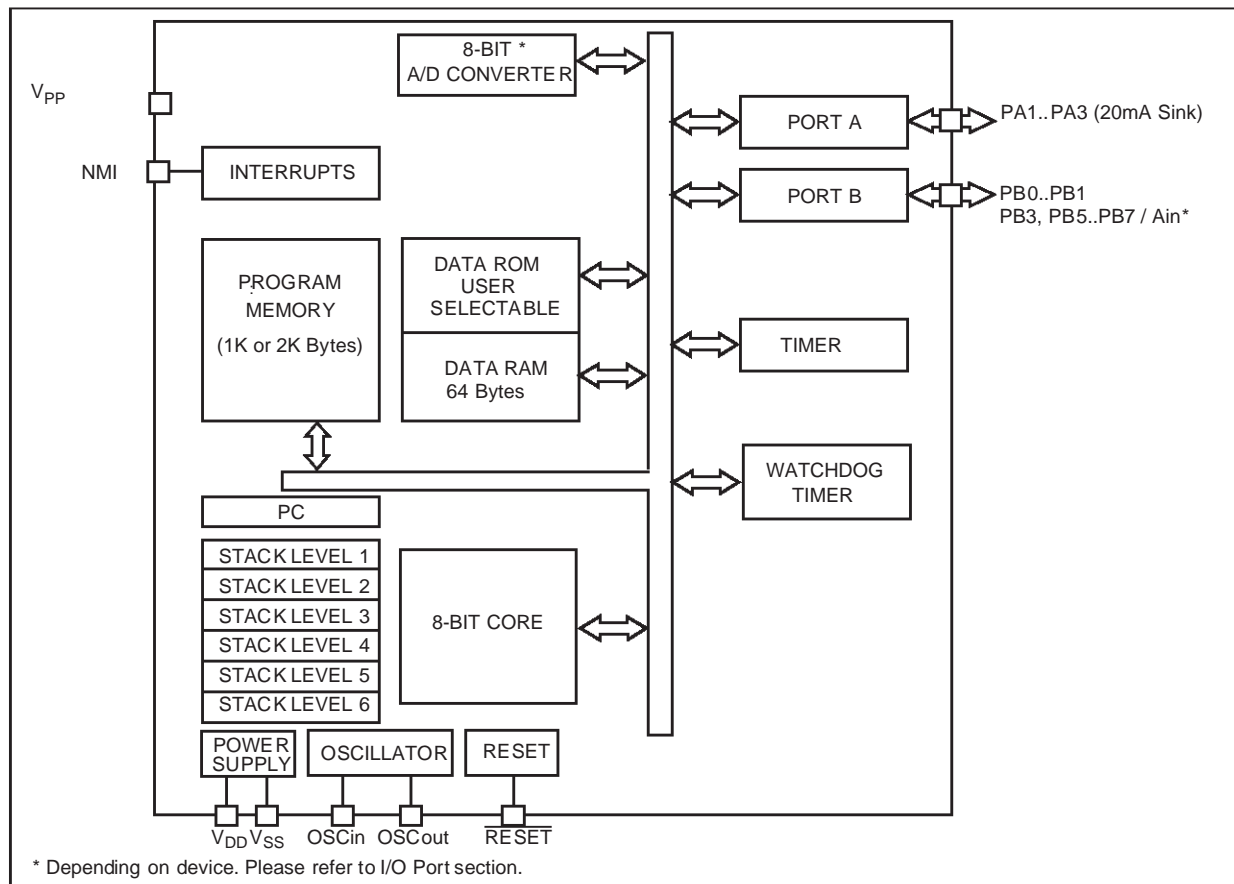 8-BIT *
A/D CONVERTER
V_PP
PORT A
PA1..PA3 (20mA Sink)
NMI
INTERRUPTS
PORT B
PB0..PB1
PB3, PB5..PB7 / Ain*
PROGRAM
MEMORY
(1K or 2K Bytes)
DATA ROM
USER
SELECTABLE
DATA RAM
64 Bytes
TIMER
WATCHDOG
TIMER
PC
STACK LEVEL 1
STACK LEVEL 2
STACK LEVEL 3
STACK LEVEL 4
STACK LEVEL 5
STACK LEVEL 6
8-BIT CORE
POWER
SUPPLY
OSCILLATOR
RESET
V_DD V_SS
OSCin OSCout
RESET
* Depending on device. Please refer to I/O Port section.